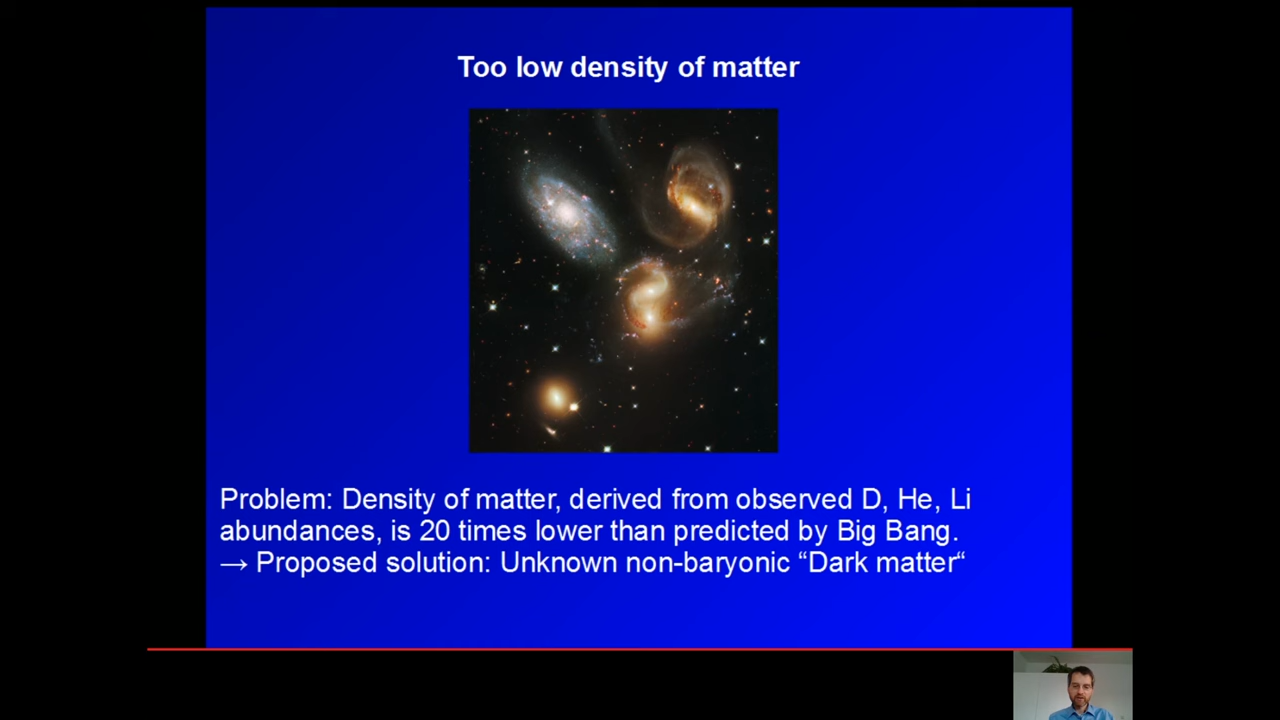 Too low density of matter
Problem: Density of matter, derived from observed D, He, Li
abundances, is 20 times lower than predicted by Big Bang.
→ Proposed solution: Unknown non-baryonic “Dark matter“